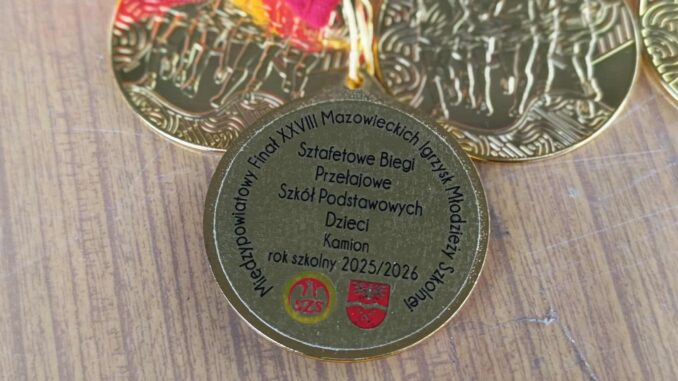 Międzypowiatowy Finał XXVIII Mazowieckich Igrzysk Młodzieży Szkolnej
Sztafetowe Biegi
Przełajowe
Szkół Podstawowych
Dzieci
Kamion
rok szkolny 2025/2026
SZS